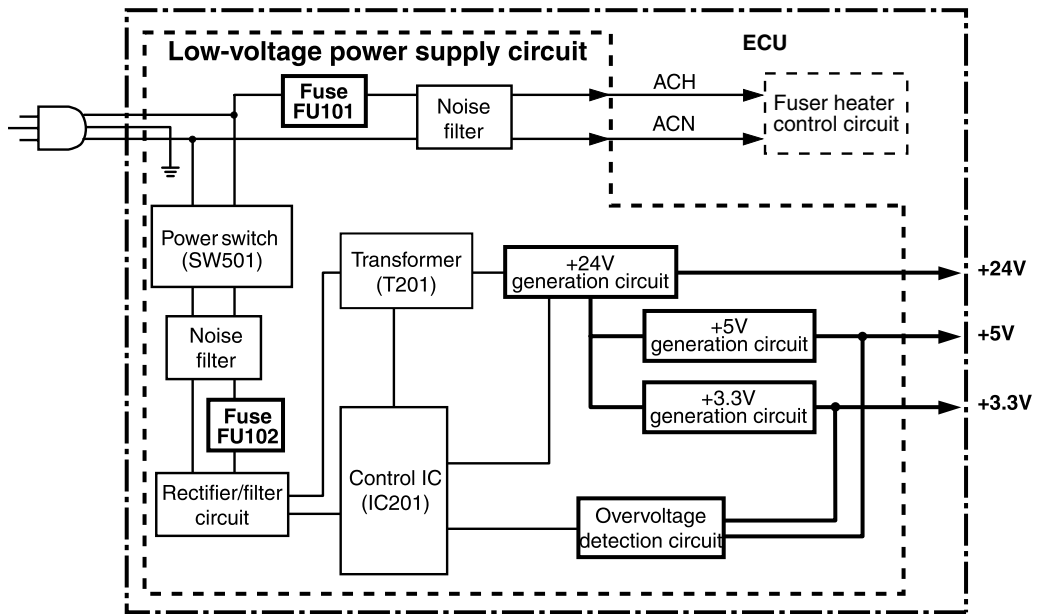 Low-voltage power supply circuit
ECU
Fuse
FU101
Noise
filter
ACH
ACN
Fuser heater
control circuit
Power switch
(SW501)
Transformer
(T201)
+24V
generation circuit
+24V
Noise
filter
+5V
generation circuit
+5V
Fuse
FU102
+3.3V
generation circuit
+3.3V
Rectifier/filter
circuit
Control IC
(IC201)
Overvoltage
detection circuit